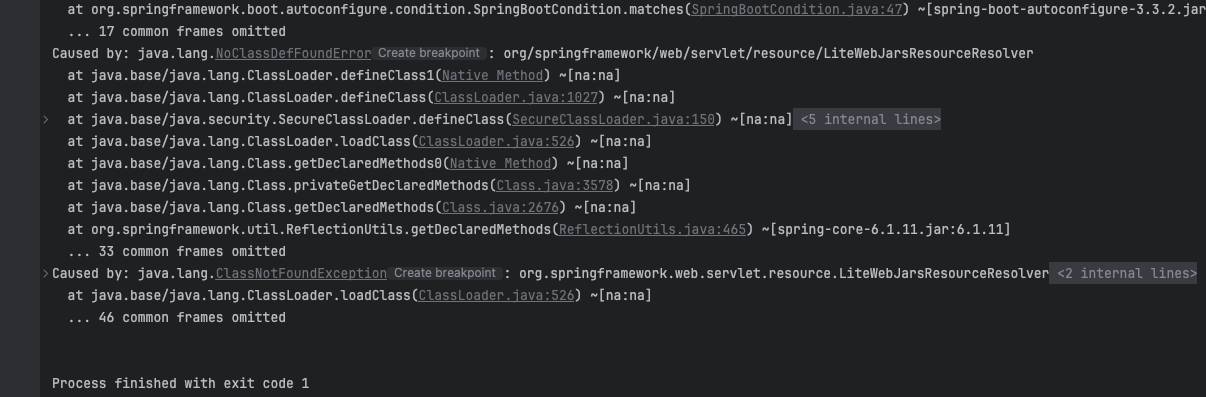 at org.springframework.boot.autoconfigure.condition.SpringBootCondition.matches(SpringBootCondition.java:47) ~[spring-boot-autoconfigure-3.3.2.jar
... 17 common frames omitted
Caused by: java.lang.NoClassDefFoundError Create breakpoint : org/springframework/web/servlet/resource/LiteWebJarsResourceResolver
at java.base/java.lang.ClassLoader.defineClass1(Native Method) ~[na:na]
at java.base/java.lang.ClassLoader.defineClass(ClassLoader.java:1027) ~[na:na]
at java.base/java.security.SecureClassLoader.defineClass(SecureClassLoader.java:150) ~[na:na] <5 internal lines>
at java.base/java.lang.ClassLoader.loadClass(ClassLoader.java:526) ~[na:na]
at java.base/java.lang.Class.getDeclaredMethods0(Native Method) ~[na:na]
at java.base/java.lang.Class.privateGetDeclaredMethods(Class.java:3578) ~[na:na]
at java.base/java.lang.Class.getDeclaredMethods(Class.java:2676) ~[na:na]
at org.springframework.util.ReflectionUtils.getDeclaredMethods(ReflectionUtils.java:465) ~[spring-core-6.1.11.jar:6.1.11]
... 33 common frames omitted
Caused by: java.lang.ClassNotFoundException Create breakpoint : org.springframework.web.servlet.resource.LiteWebJarsResourceResolver <2 internal lines>
at java.base/java.lang.ClassLoader.loadClass(ClassLoader.java:526) ~[na:na]
... 46 common frames omitted
Process finished with exit code 1